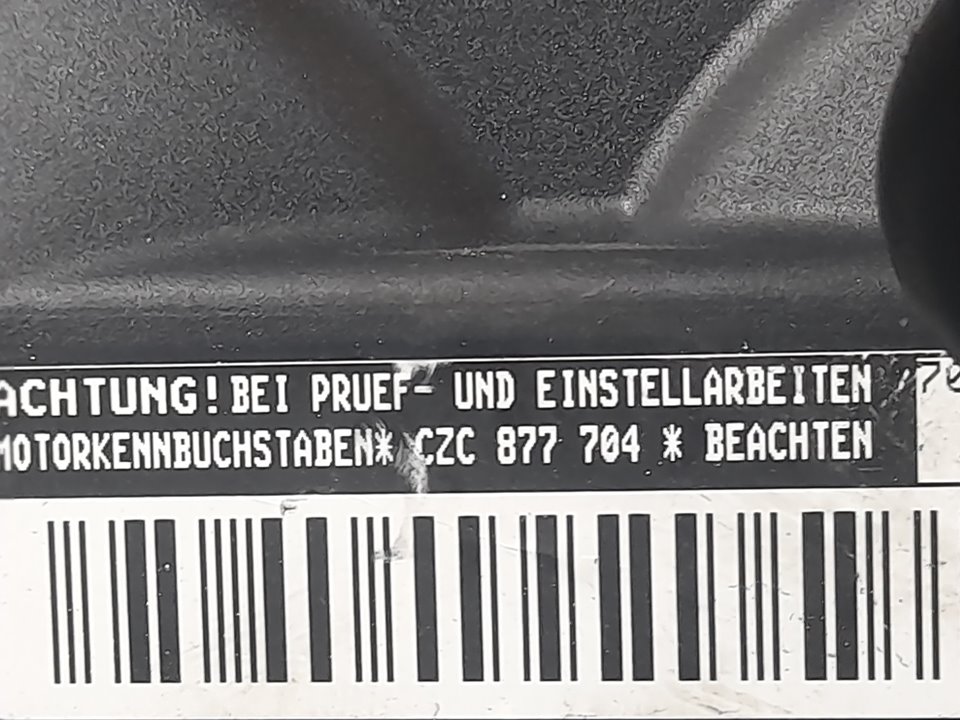 ACHTUNG! BEI PRUEF- UND EINSTELLARBEITEN
MOTORKENNBUCHSTABEN* CZC 877 704 * BEACHTEN